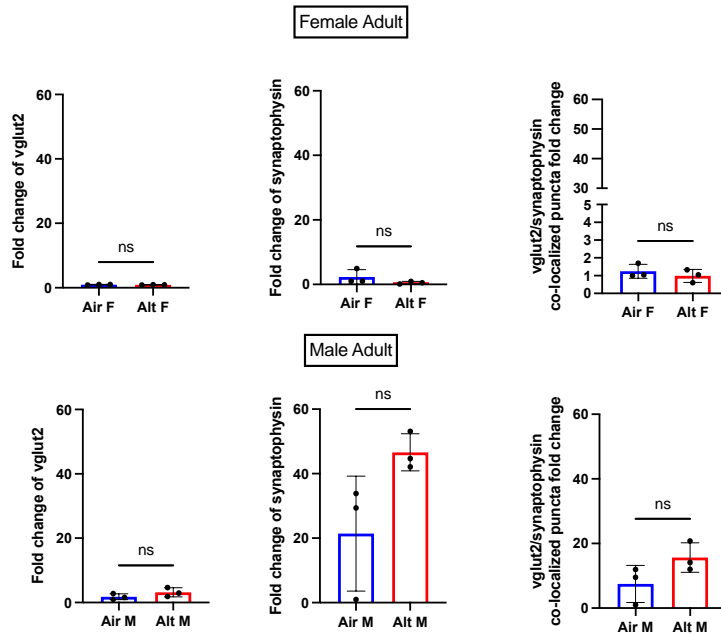 Female Adult
Fold change of vglut2
60
40
20
0
ns
Air F
Alt F
Fold change of synaptophysin
60
40
20
0
ns
Air F
Alt F
vglut2/synaptophysin
co-localized puncta fold change
60
50
40
30
5
4
3
2
1
0
ns
Air F
Alt F
Male Adult
Fold change of vglut2
60
40
20
0
ns
Air M
Alt M
Fold change of synaptophysin
60
40
20
0
ns
Air M
Alt M
vglut2/synaptophysin
co-localized puncta fold change
60
40
20
0
ns
Air M
Alt M